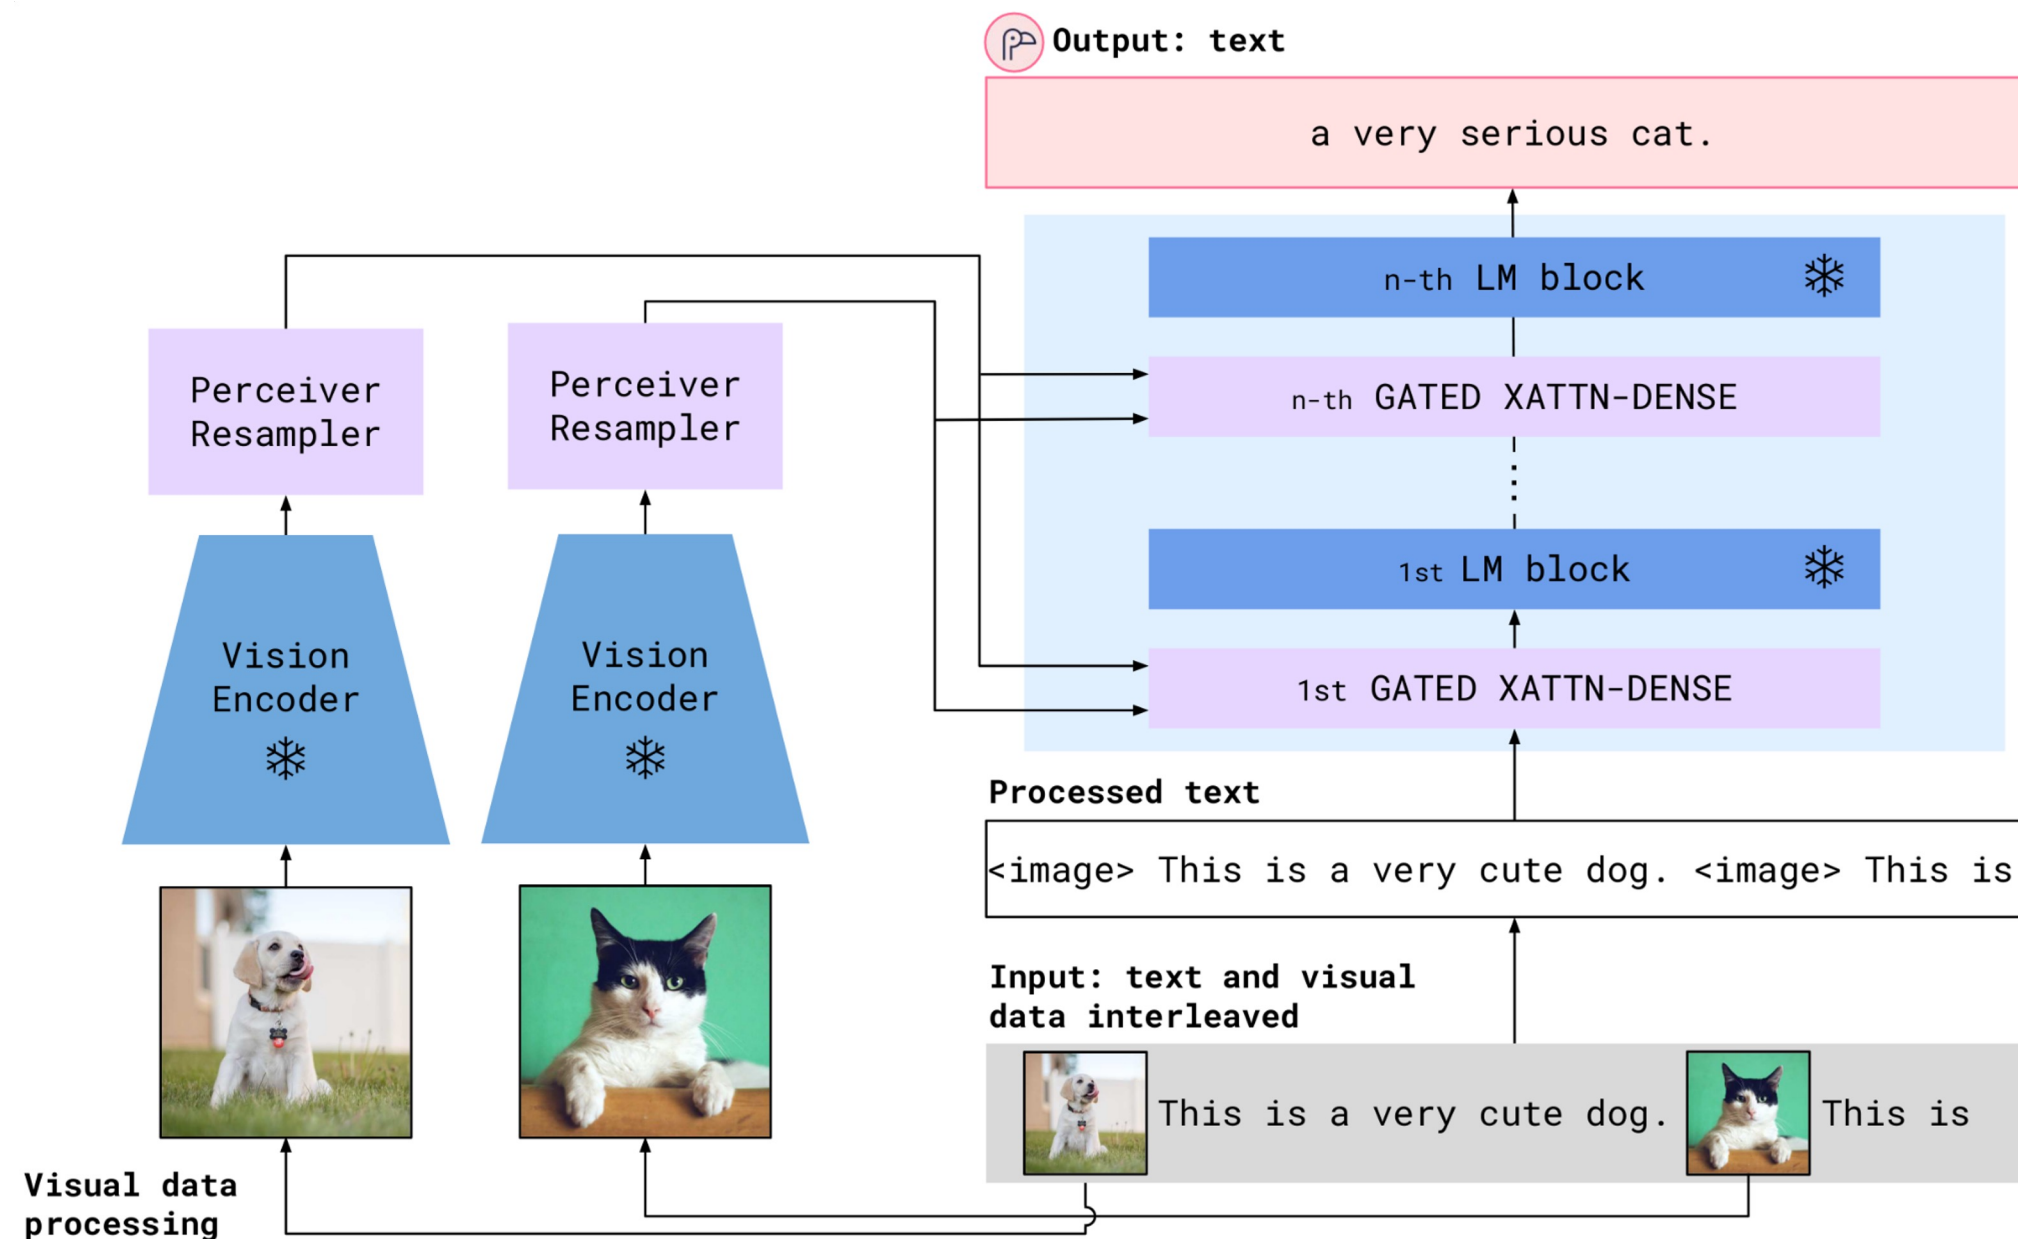 Output: text
a very serious cat.
n-th LM block
n-th GATED XATTN-DENSE
1st LM block
1st GATED XATTN-DENSE
Perceiver
Resampler
Perceiver
Resampler
Vision
Encoder
Vision
Encoder
Processed text
<image> This is a very cute dog. <image> This is
Input: text and visual
data interleaved
This is a very cute dog. This is
Visual data
processing